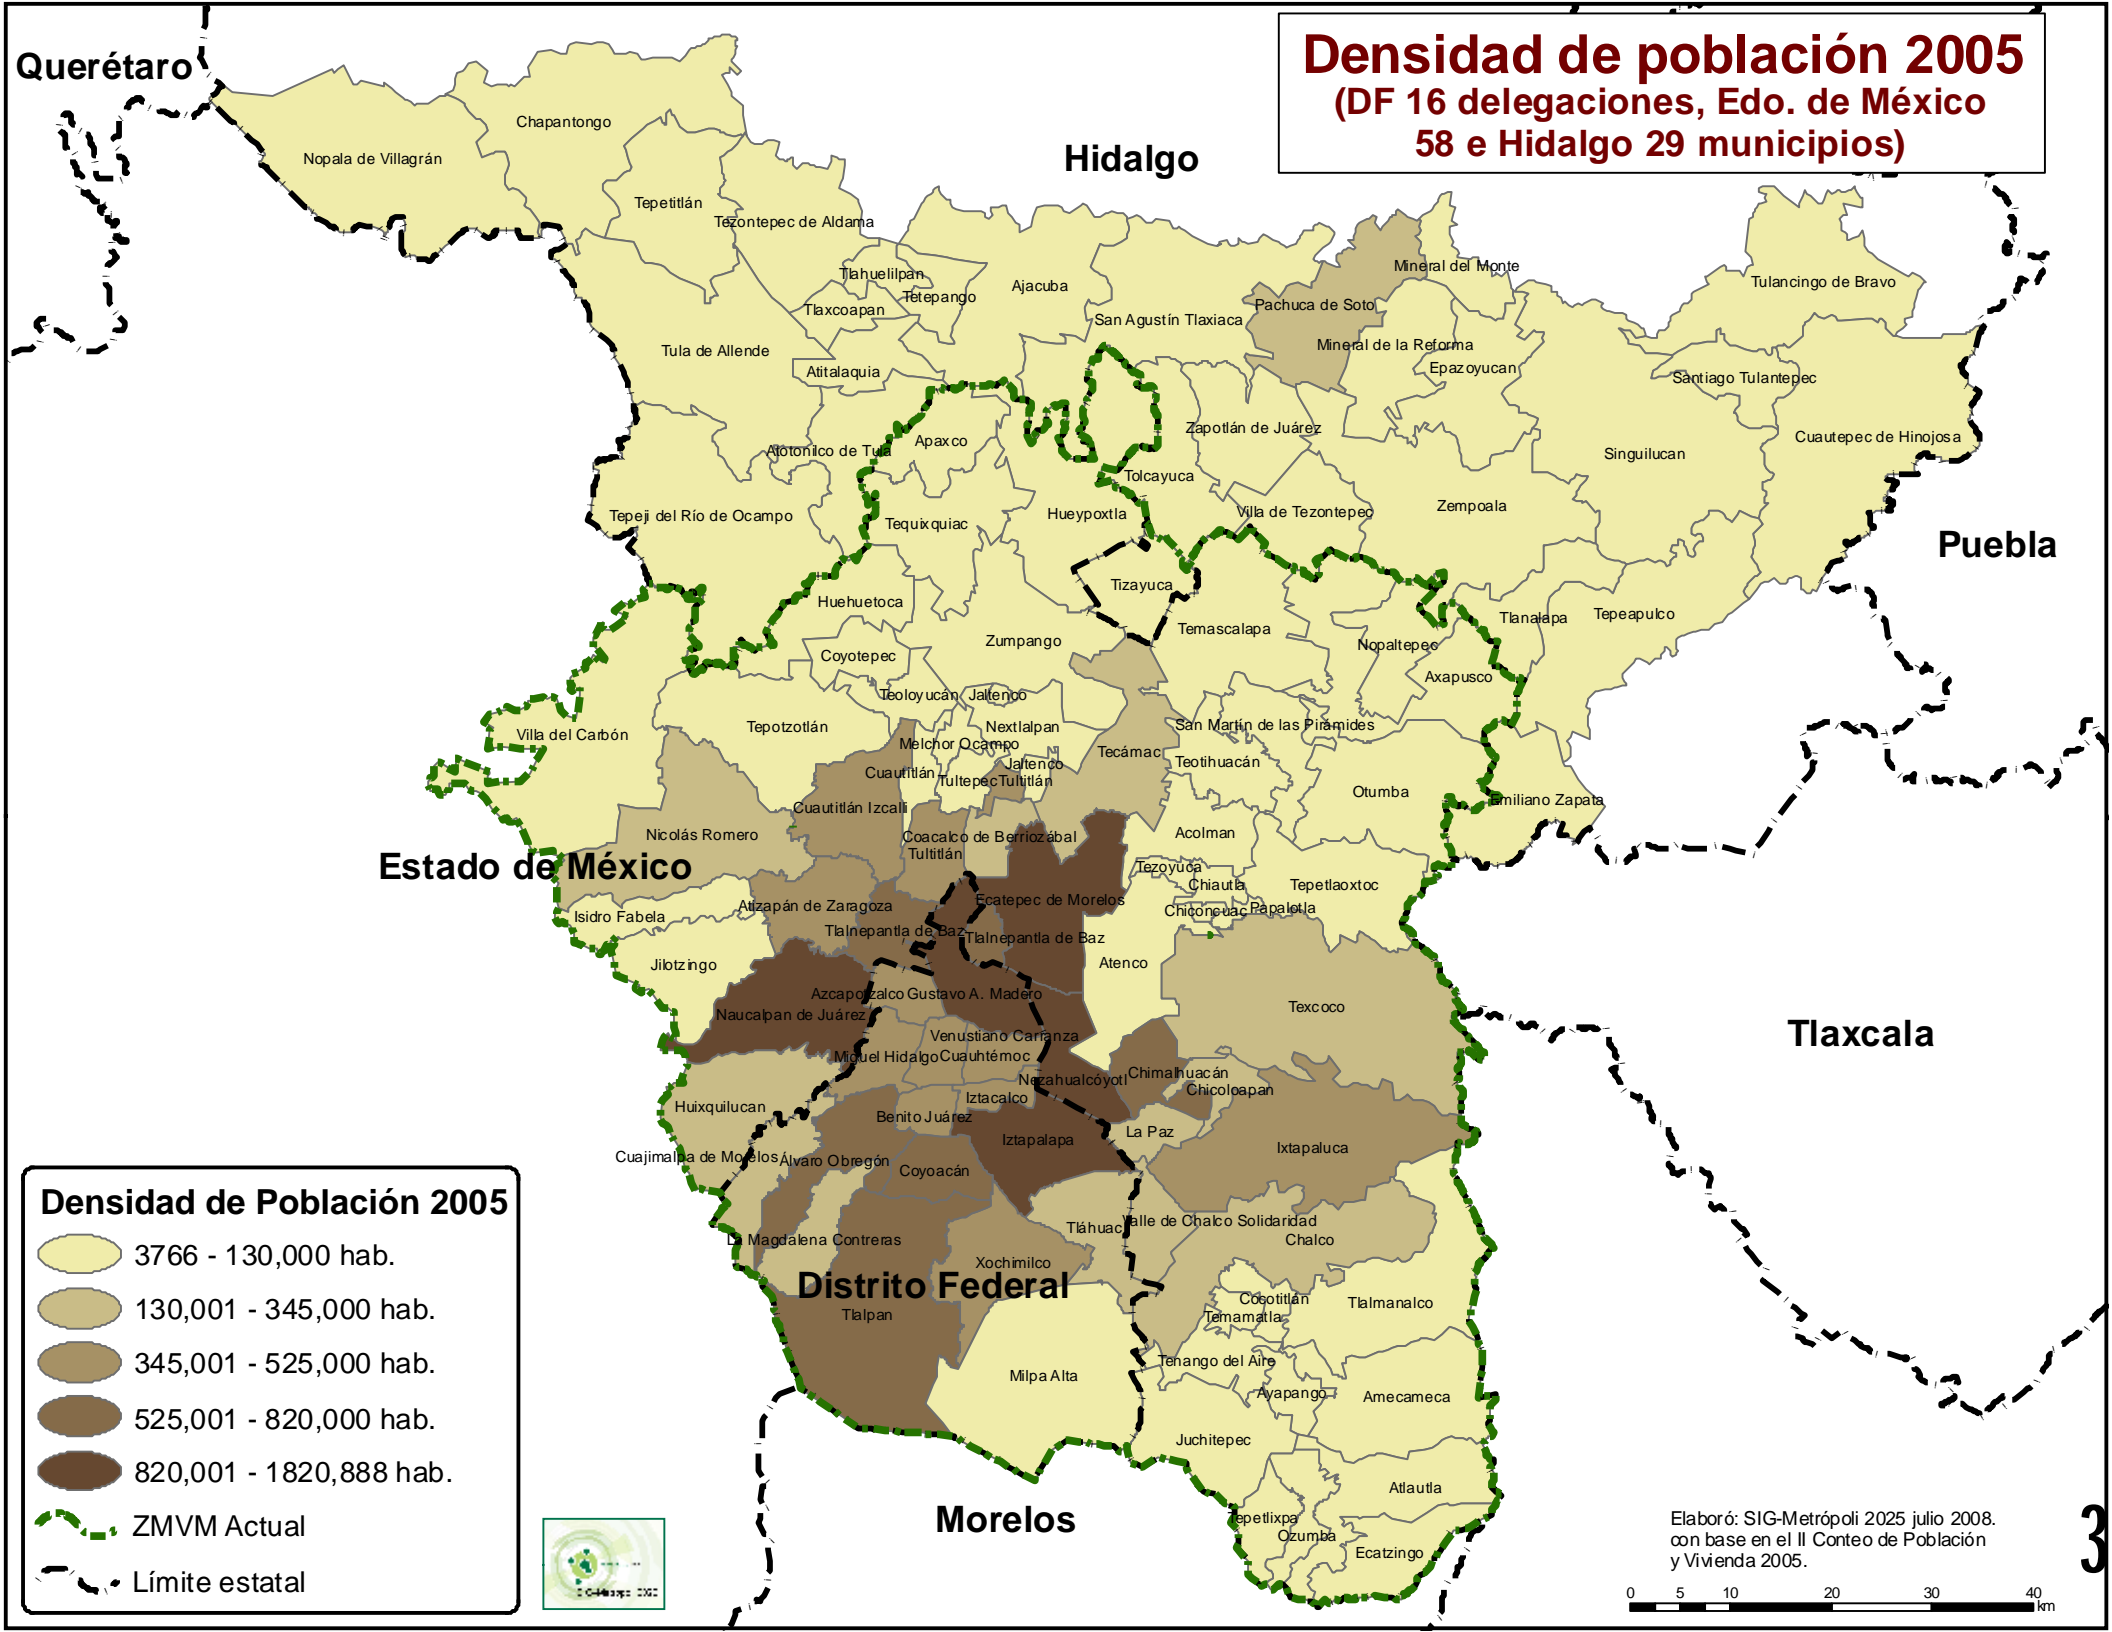 Querétaro
Densidad de población 2005
(DF 16 delegaciones, Edo. de México
58 e Hidalgo 29 municipios)
Hidalgo
Chapantongo
Nopala de Villagrán
Tepetitlán
Tezontepec de Aldama
Tlahuelilpan
Tetepango
Tlaxcoapan
Ajacuba
San Agustín Tlaxiaca
Pachuca de Soto
Mineral del Monte
Tulancingo de Bravo
Tula de Allende
Atitalaquia
Mineral de la Reforma
Epazoyucan
Santiago Tulantepec
Atotonilco de Tula
Apaxco
Zapotlán de Juárez
Cuautepec de Hinojosa
Singuilucan
Tolcayuca
Tepeji del Río de Ocampo
Tequixquiac
Hueypoxtla
Villa de Tezontepec
Zempoala
Puebla
Tizayuca
Huehuetoca
Zumpango
Temascalapa
Tlanalapa
Tepeapulco
Coyotepec
Nopaltepec
Axapusco
Teoloyucán
Jaltenco
Villa del Carbón
Tepotzotlán
Nextlalpan
San Martín de las Pirámides
Melchor Ocampo
Tecámac
Teotihuacán
Cuautitlán
Jaltenco
Tultepec
Tultitlán
Otumba
Emiliano Zapata
Cuautitlán Izcalli
Nicolás Romero
Coacalco de Berriozábal
Tultitlán
Acolman
Estado de México
Tezoyuca
Chiautla
Tepetlaoxtoc
Ecatepec de Morelos
Chiconcuac
Papalotla
Isidro Fabela
Atizapán de Zaragoza
Tlalnepantla de Baz
Tlalnepantla de Baz
Jilotzingo
Atenco
Azcapotzalco
Gustavo A. Madero
Naucalpan de Juárez
Texcoco
Tlaxcala
Venustiano Carranza
Miguel Hidalgo
Cuauhtémoc
Nezahualcóyotl
Chimalhuacán
Chicoloapan
Huixquilucan
Iztacalco
Benito Juárez
Iztapalapa
La Paz
Ixtapaluca
Cuajimalpa de Morelos
Álvaro Obregón
Coyoacán
Tláhuac
Valle de Chalco Solidaridad
Chalco
La Magdalena Contreras
Xochimilco
Distrito Federal
Tlalpan
Cocotitlán
Temamatla
Tlalmanalco
Tenango del Aire
Milpa Alta
Ayapango
Amecameca
Juchitepec
Atlautla
Morelos
Tepetlixpa
Ozumba
Ecatzingo
Densidad de Población 2005
3766 - 130,000 hab.
130,001 - 345,000 hab.
345,001 - 525,000 hab.
525,001 - 820,000 hab.
820,001 - 1820,888 hab.
ZMVM Actual
Límite estatal
Elaboró: SIG-Metrópoli 2025 julio 2008.
con base en el II Conteo de Población
y Vivienda 2005.
3
0 5 10 20 30 40
km